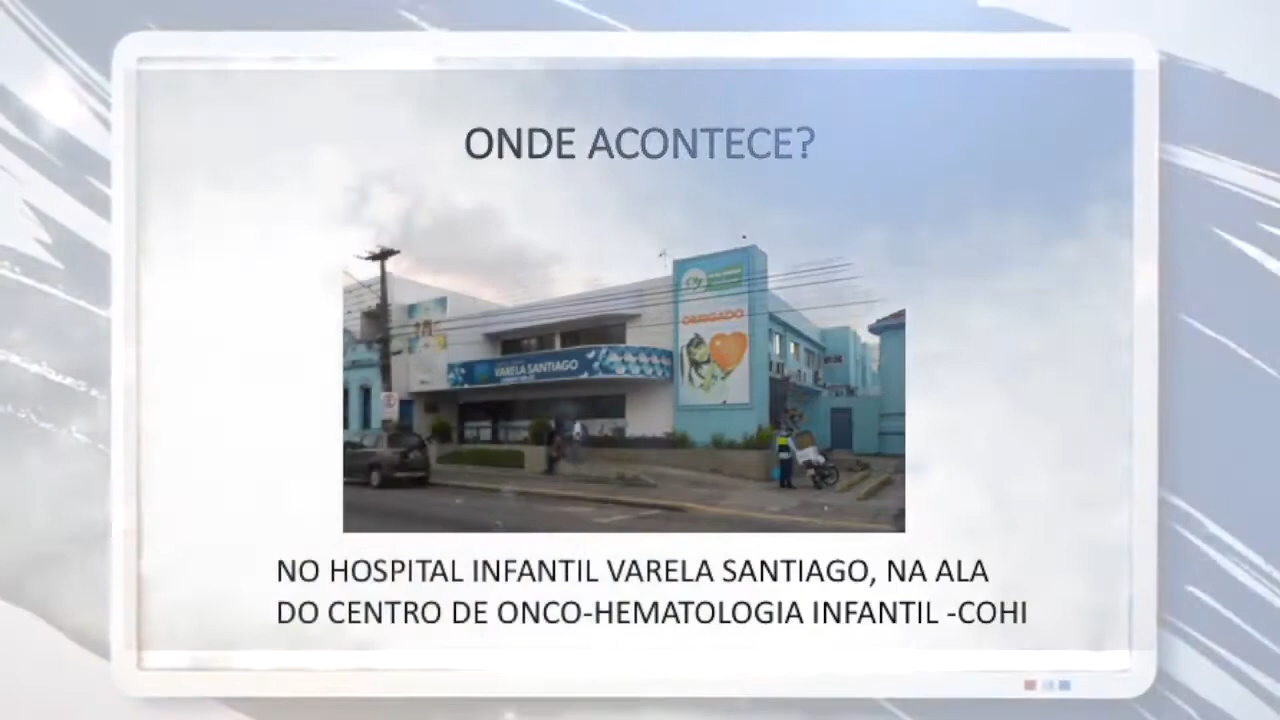 ONDE ACONTECE?
OBRIGADO
VARELA SANTIAGO
NO HOSPITAL INFANTIL VARELA SANTIAGO, NA ALA
DO CENTRO DE ONCO-HEMATOLOGIA INFANTIL -COHI